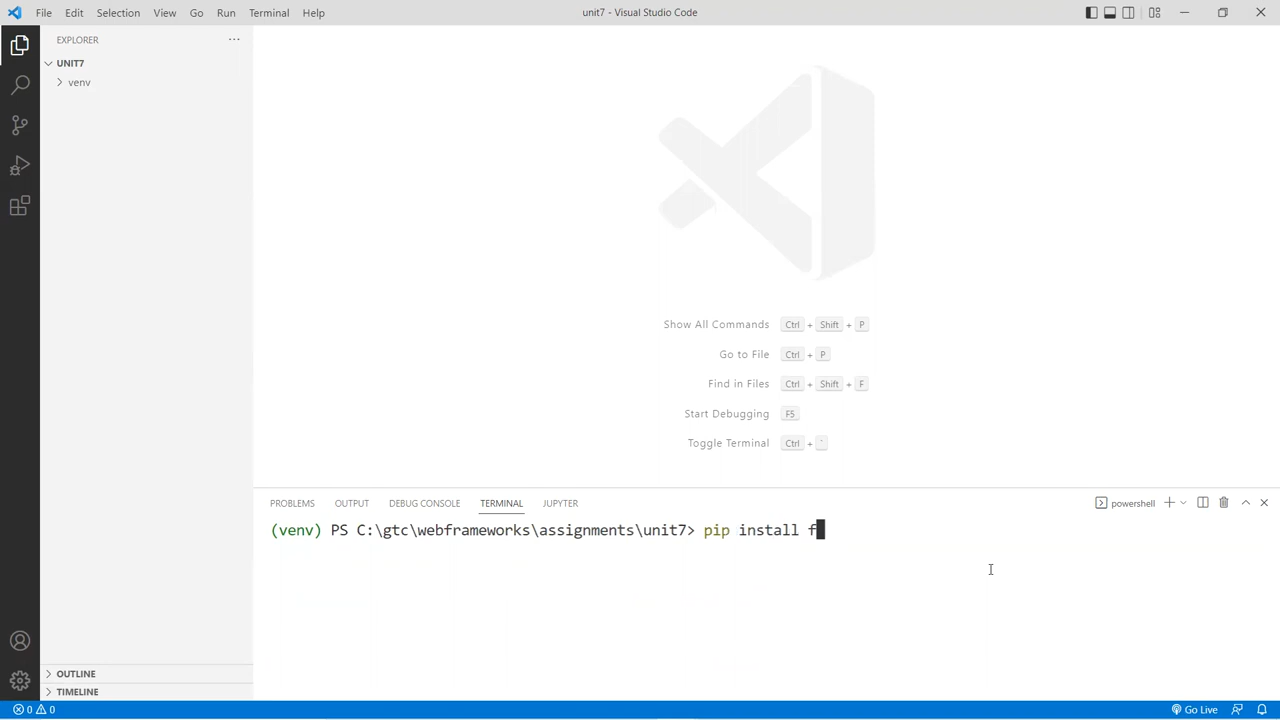 File Edit Selection View Go Run Terminal Help unit7 - Visual Studio Code
EXPLORER ...
UNIT7
venv
Show All Commands Ctrl + Shift + P
Go to File Ctrl + P
Find in Files Ctrl + Shift + F
Start Debugging F5
Toggle Terminal Ctrl + `
PROBLEMS OUTPUT DEBUG CONSOLE TERMINAL JUPYTER powershell
(venv) PS C:\gtc\webframeworks\assignments\unit7> pip install f
OUTLINE
TIMELINE
0 0 Go Live